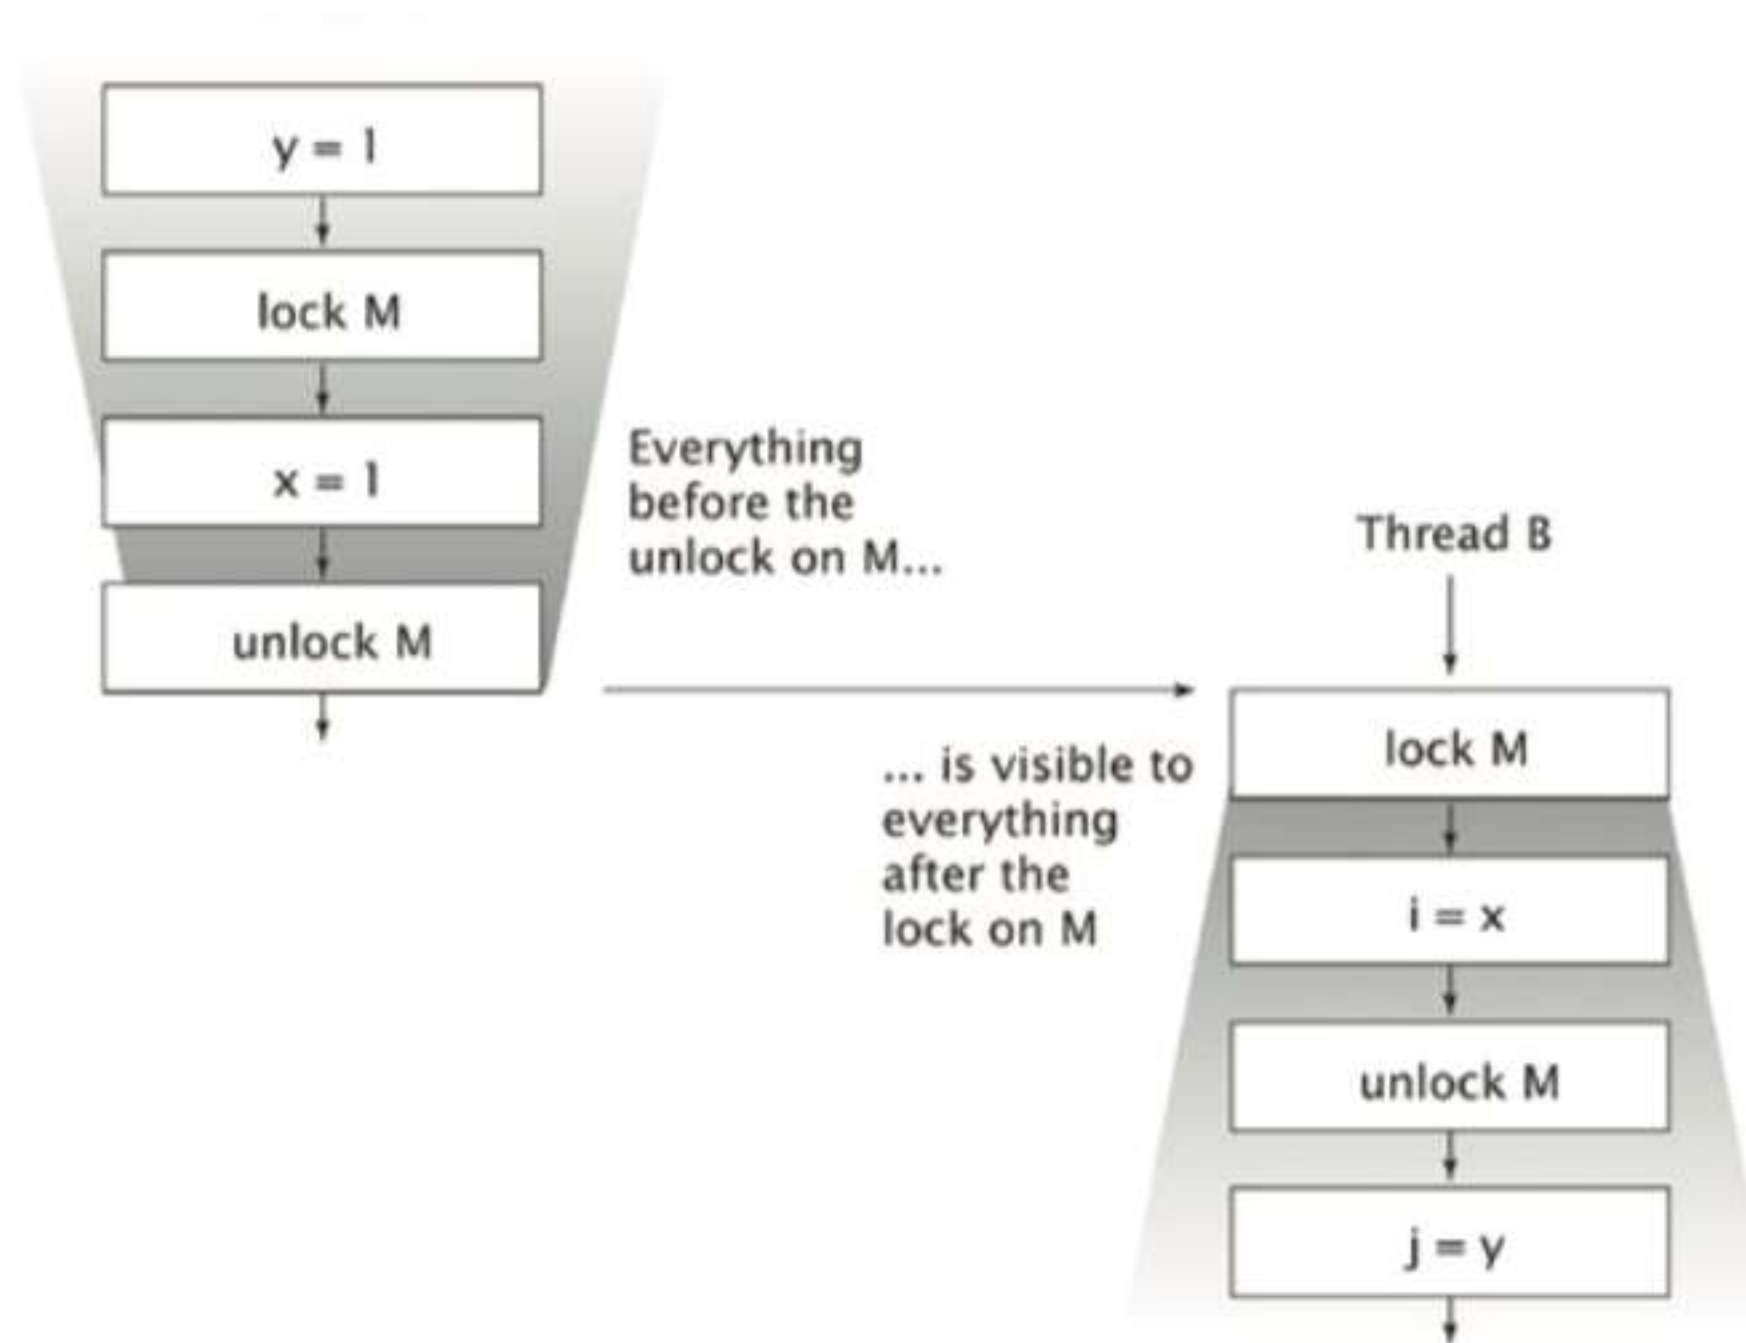 y = 1
lock M
x = 1
unlock M
Everything
before the
unlock on M...
Thread B
... is visible to
everything
after the
lock on M
lock M
i = x
unlock M
j = y